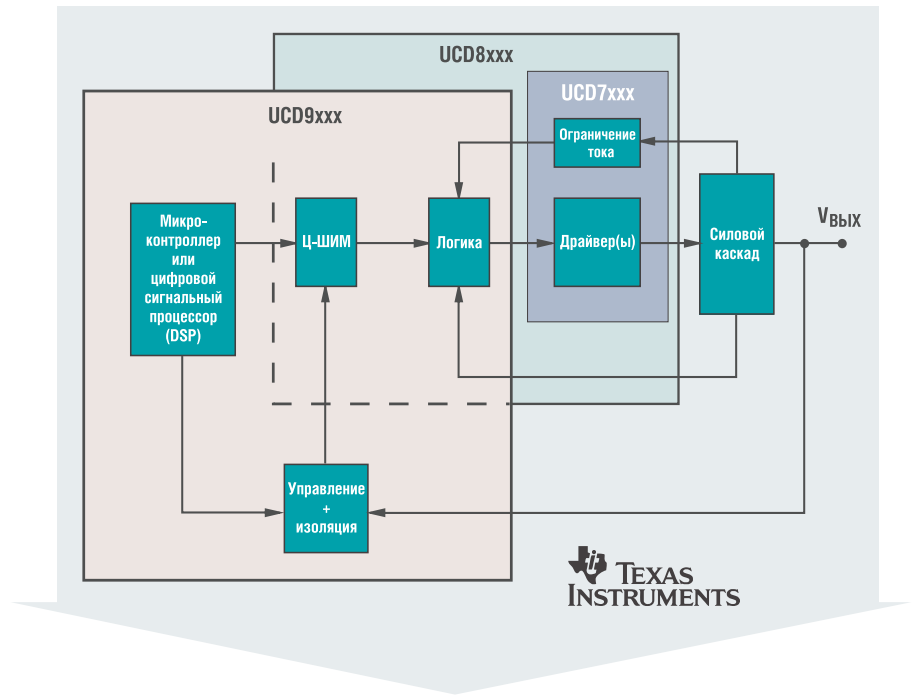 UCD8xxx
UCD7xxx
UCD9xxx
Ограничение
тока
Микро-
контроллер
или
цифровой
сигнальный
процессор
(DSP)
Ц-ШИМ
Логика
Драйвер(ы)
Силовой
каскад
VВЫХ
Управление
+
изоляция
TEXAS
INSTRUMENTS